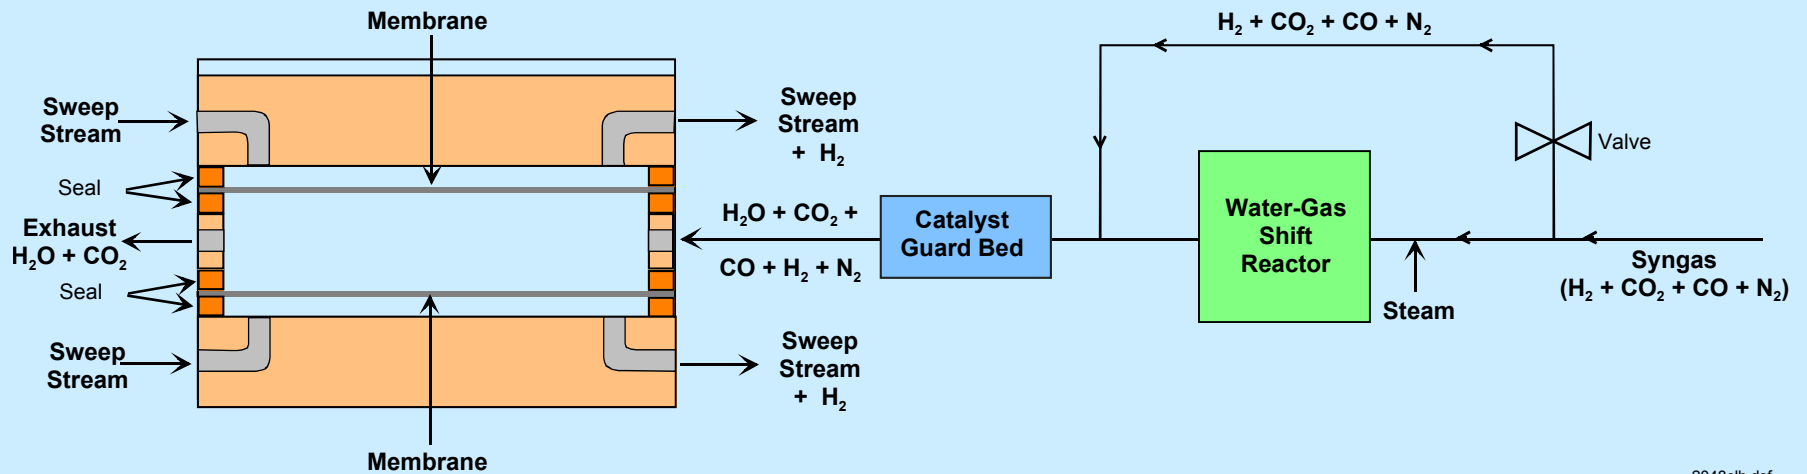 Membrane
H₂ + CO₂ + CO + N₂
Sweep
Stream
Sweep
Stream
+ H₂
Valve
Seal
Exhaust
H₂O + CO₂
H₂O + CO₂ +
CO + H₂ + N₂
Catalyst
Guard Bed
Water-Gas
Shift
Reactor
Steam
Syngas
(H₂ + CO₂ + CO + N₂)
Seal
Sweep
Stream
Sweep
Stream
+ H₂
Membrane